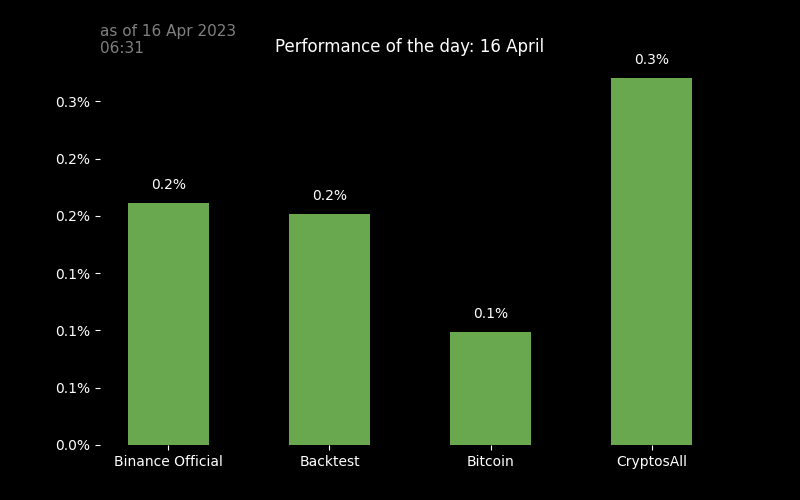 as of 16 Apr 2023
06:31
Performance of the day: 16 April
0.3%
0.3%
0.2%
0.2%
0.2%
0.2%
0.1%
0.1%
0.1%
0.1%
0.0%
Binance Official
Backtest
Bitcoin
CryptosAll